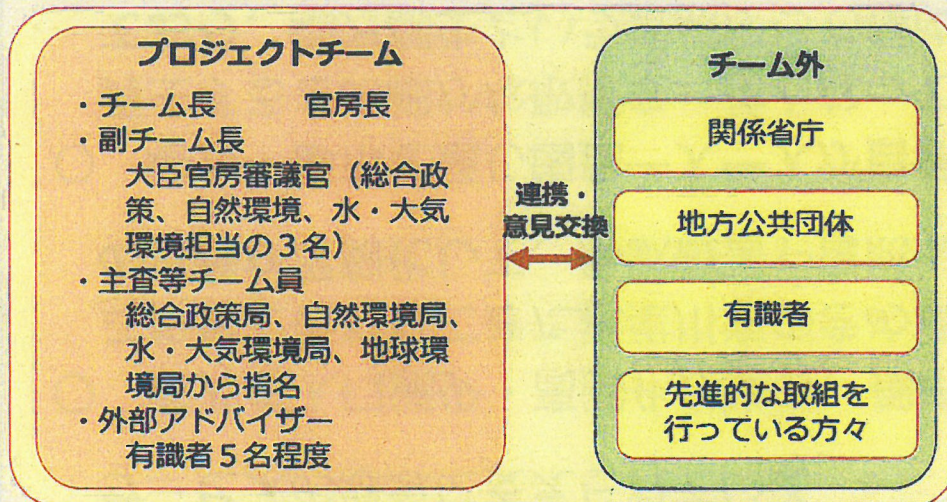 プロジェクトチーム
・チーム長　　官房長
・副チーム長
大臣官房審議官（総合政
策、自然環境、水・大気
環境担当の３名）
・主査等チーム員
総合政策局、自然環境局、
水・大気環境局、地球環
境局から指名
・外部アドバイザー
有識者５名程度
連携・
意見交換
チーム外
関係省庁
地方公共団体
有識者
先進的な取組を
行っている方々